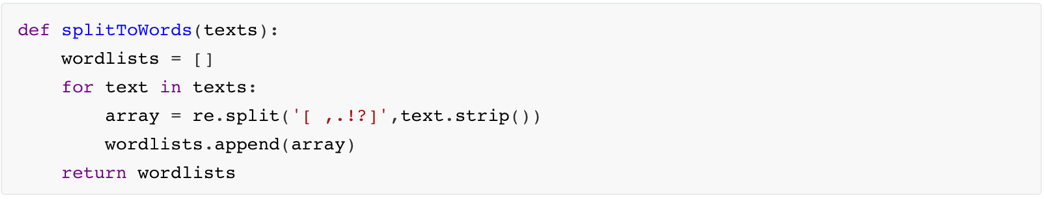 def splitToWords(texts):
    wordlists = []
    for text in texts:
        array = re.split('[ ,.!?]',text.strip())
        wordlists.append(array)
    return wordlists